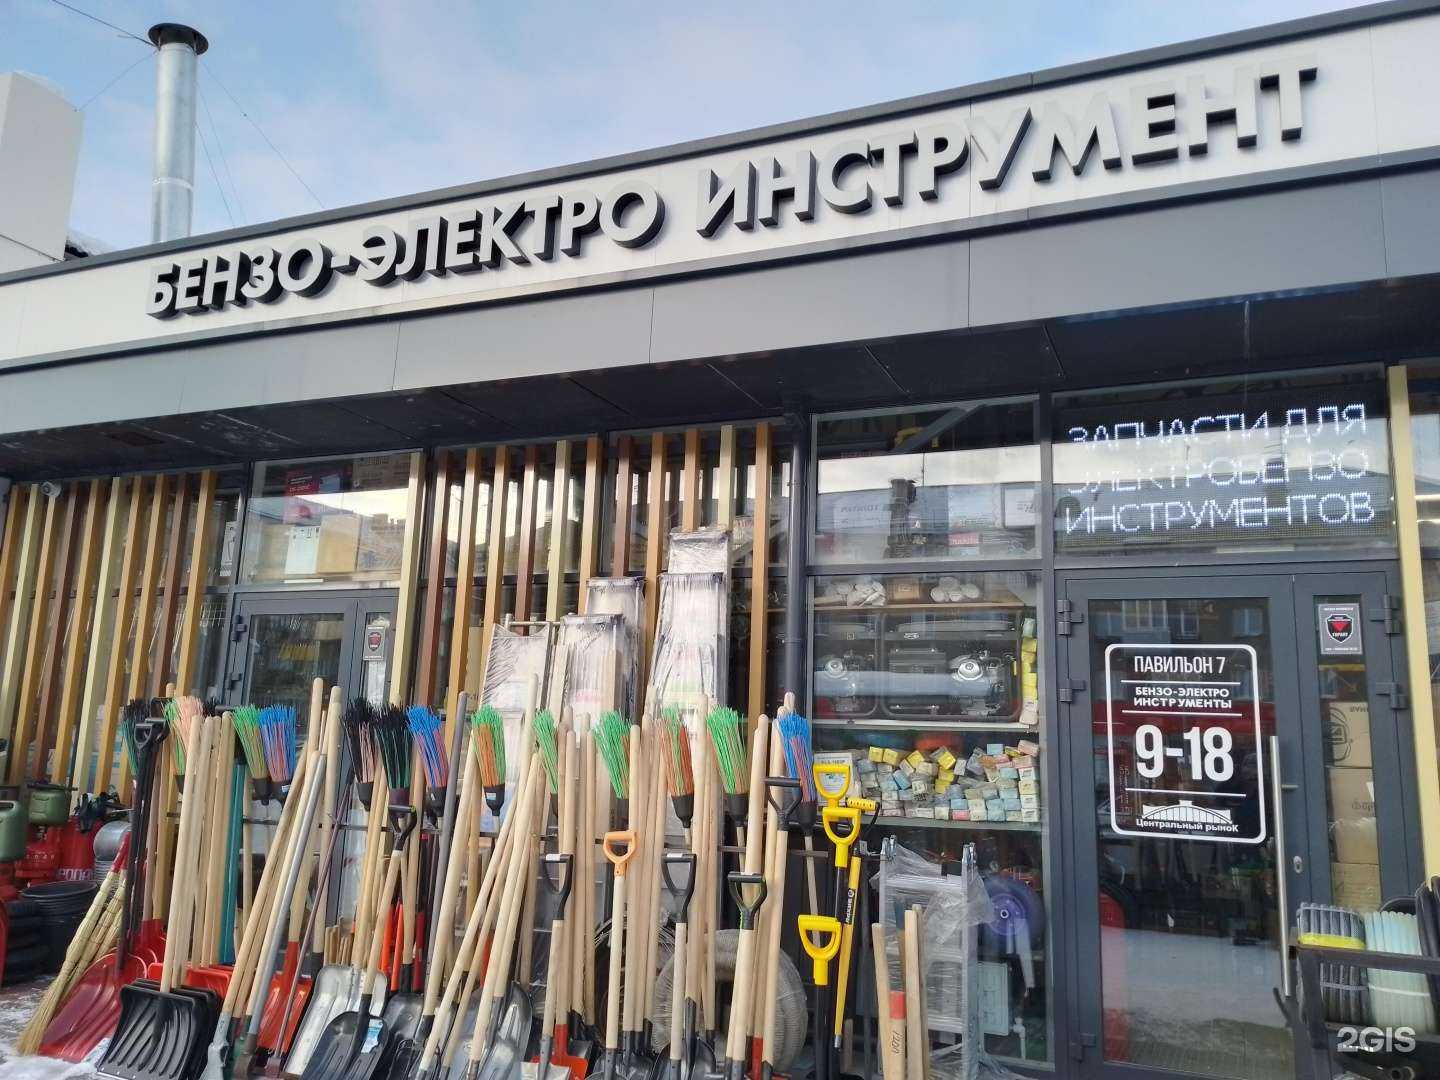 БЕНЗО-ЭЛЕКТРО ИНСТРУМЕНТ
ЗАПЧАСТИ ДЛЯ
ЭЛЕКТРОБЕНЗО
ИНСТРУМЕНТОВ
ПАВИЛЬОН 7
БЕНЗО-ЭЛЕКТРО
ИНСТРУМЕНТЫ
9-18
Центральный рынок
2GIS